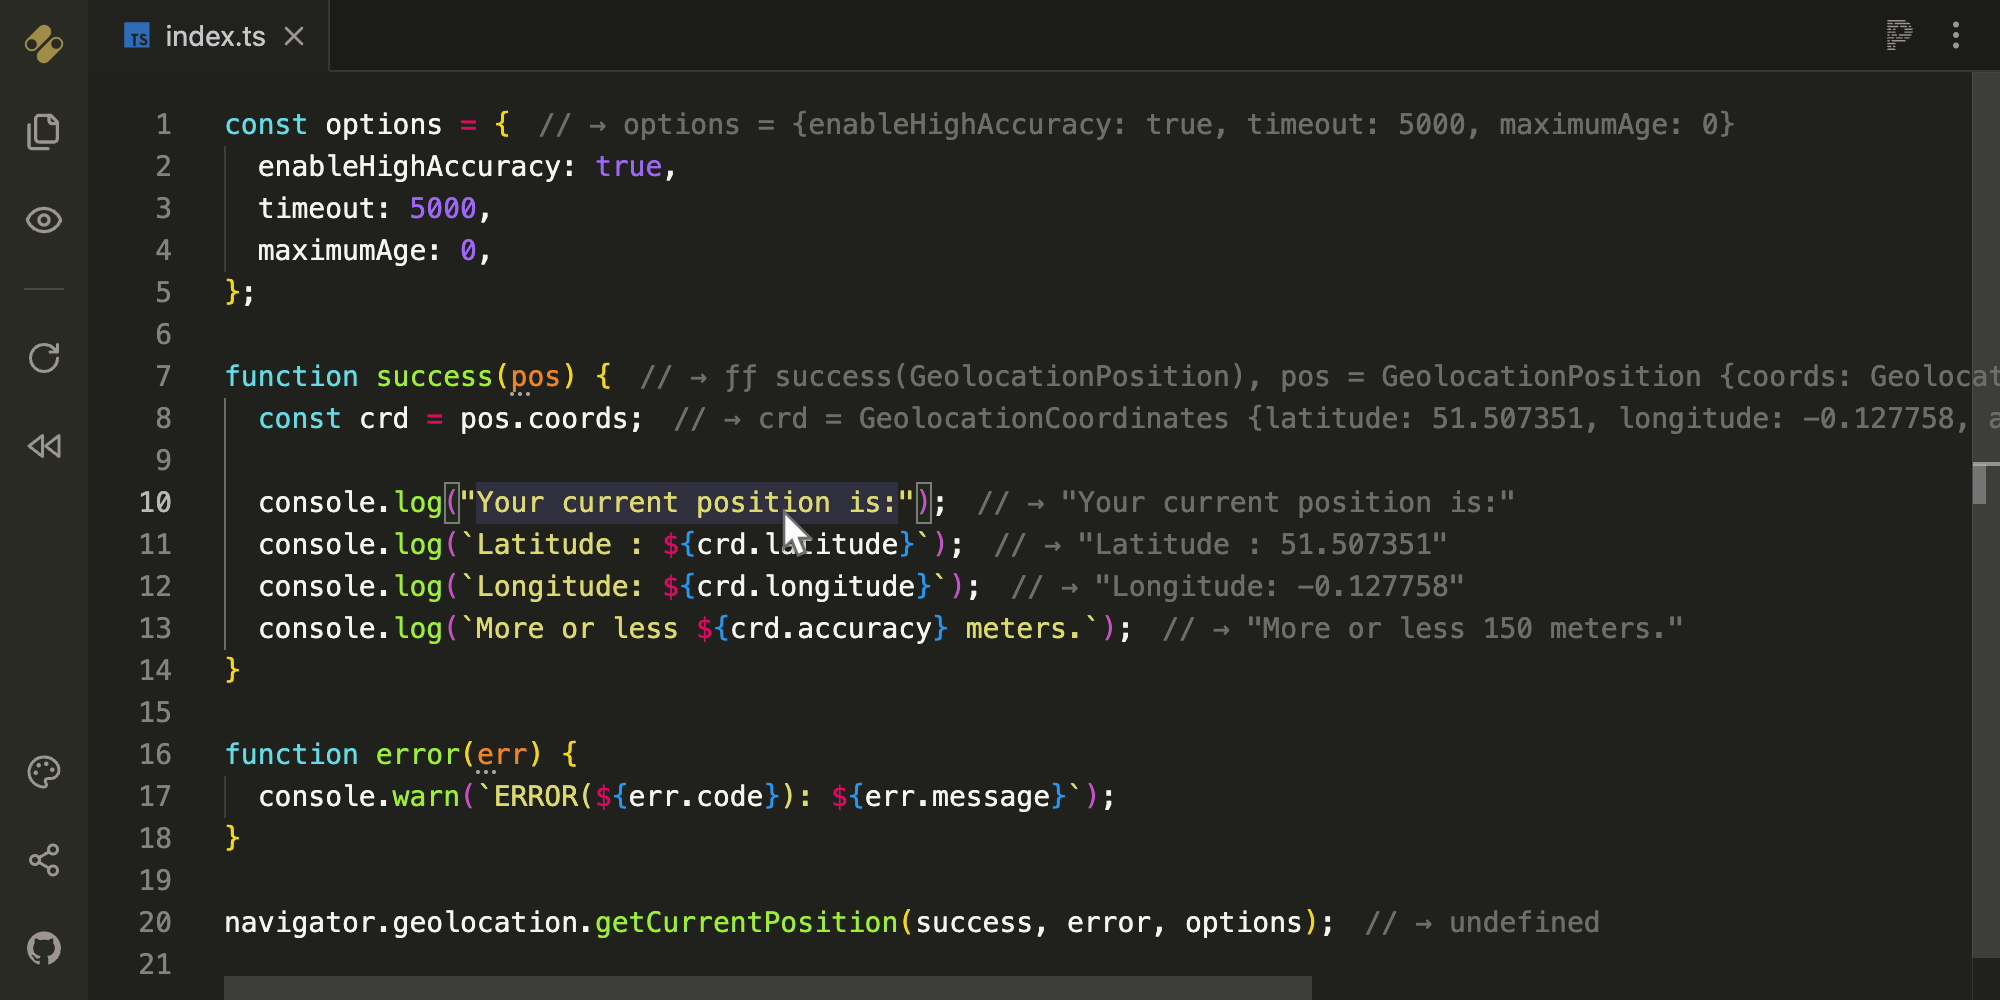 TS index.ts
1 const options = { // → options = {enableHighAccuracy: true, timeout: 5000, maximumAge: 0}
2 enableHighAccuracy: true,
3 timeout: 5000,
4 maximumAge: 0,
5 };
6
7 function success(pos) { // → ƒƒ success(GeolocationPosition), pos = GeolocationPosition {coords: Geolocat
8 const crd = pos.coords; // → crd = GeolocationCoordinates {latitude: 51.507351, longitude: −0.127758, a
9
10 console.log("Your current position is:"); // → "Your current position is:"
11 console.log(`Latitude : ${crd.latitude}`); // → "Latitude : 51.507351"
12 console.log(`Longitude: ${crd.longitude}`); // → "Longitude: −0.127758"
13 console.log(`More or less ${crd.accuracy} meters.`); // → "More or less 150 meters."
14 }
15
16 function error(err) {
17 console.warn(`ERROR(${err.code}): ${err.message}`);
18 }
19
20 navigator.geolocation.getCurrentPosition(success, error, options); // → undefined
21